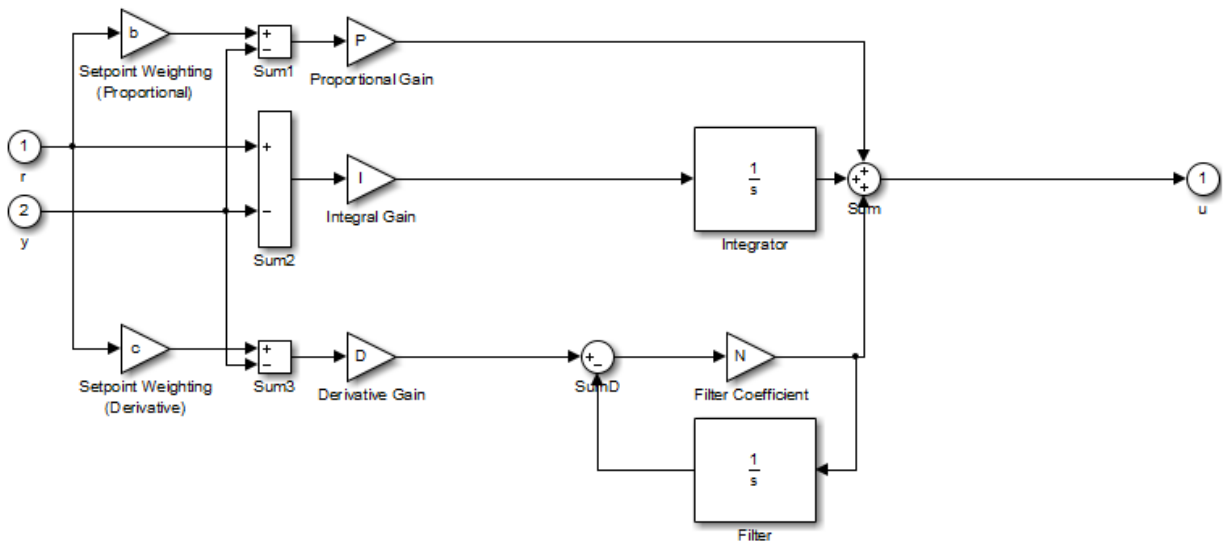 b
+
−
Sum1
P
Setpoint Weighting
(Proportional)
Proportional Gain
1
r
2
y
+
−
Sum2
I
Integral Gain
1
s
Integrator
+
+
+
Sum
1
u
c
Setpoint Weighting
(Derivative)
+
−
Sum3
D
Derivative Gain
+
−
SumD
N
Filter Coefficient
1
s
Filter